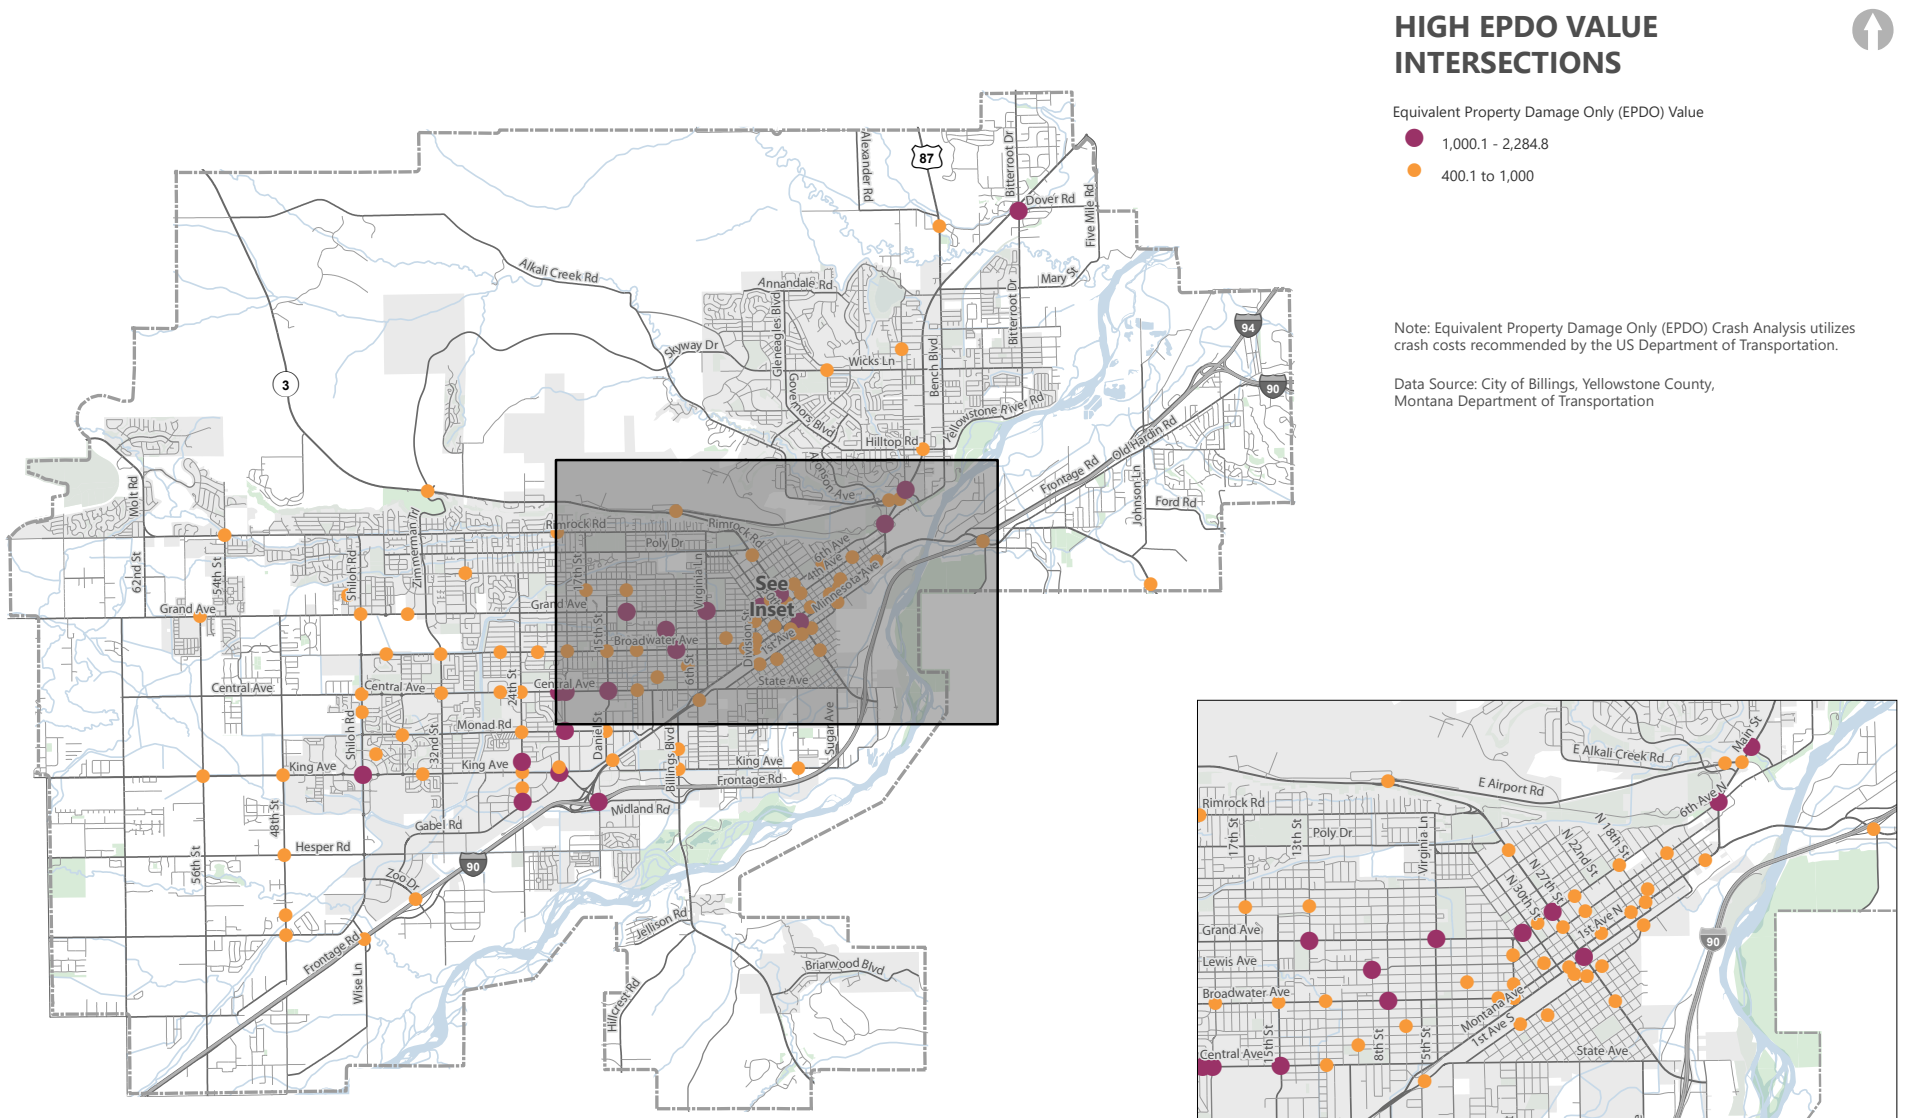 HIGH EPDO VALUE
INTERSECTIONS
Equivalent Property Damage Only (EPDO) Value
1,000.1 - 2,284.8
400.1 to 1,000
Note: Equivalent Property Damage Only (EPDO) Crash Analysis utilizes
crash costs recommended by the US Department of Transportation.
Data Source: City of Billings, Yellowstone County,
Montana Department of Transportation
Alexander Rd
87
Bitterroot Dr
Dover Rd
Five Mile Rd
Mary St
Alkali Creek Rd
Annandale Rd
Gleneagles Blvd
Bitterroot Dr
94
90
Skyway Dr
Wicks Ln
Bench Blvd
3
Governors Blvd
Yellowstone River Rd
Hilltop Rd
Old Hardin Rd
Frontage Rd
Johnson Ln
Ford Rd
Molt Rd
Aronson Ave
Zimmerman Trl
Rimrock Rd
Rimrock Rd
Poly Dr
6th Ave
4th Ave
Minnesota Ave
62nd St
54th St
Shiloh Rd
17th St
Virginia Ln
See
Inset
Grand Ave
Grand Ave
15th St
Broadwater Ave
Division St
1st Ave
6th St
State Ave
Central Ave
Central Ave
24th St
Central Ave
Shiloh Rd
32nd St
Monad Rd
Daniel St
Billings Blvd
Sugar Ave
King Ave
King Ave
King Ave
Frontage Rd
Midland Rd
48th St
Gabel Rd
Hesper Rd
56th St
90
Zoo Dr
Frontage Rd
Wise Ln
Jellison Rd
Briarwood Blvd
Hillcrest Rd
Main St
E Alkali Creek Rd
E Airport Rd
6th Ave N
Rimrock Rd
17th St
13th St
Poly Dr
Virginia Ln
N 18th St
N 22nd St
N 27th St
N 30th St
1st Ave N
Grand Ave
Lewis Ave
90
Broadwater Ave
Montana Ave
1st Ave S
15th St
8th St
5th St
Central Ave
State Ave